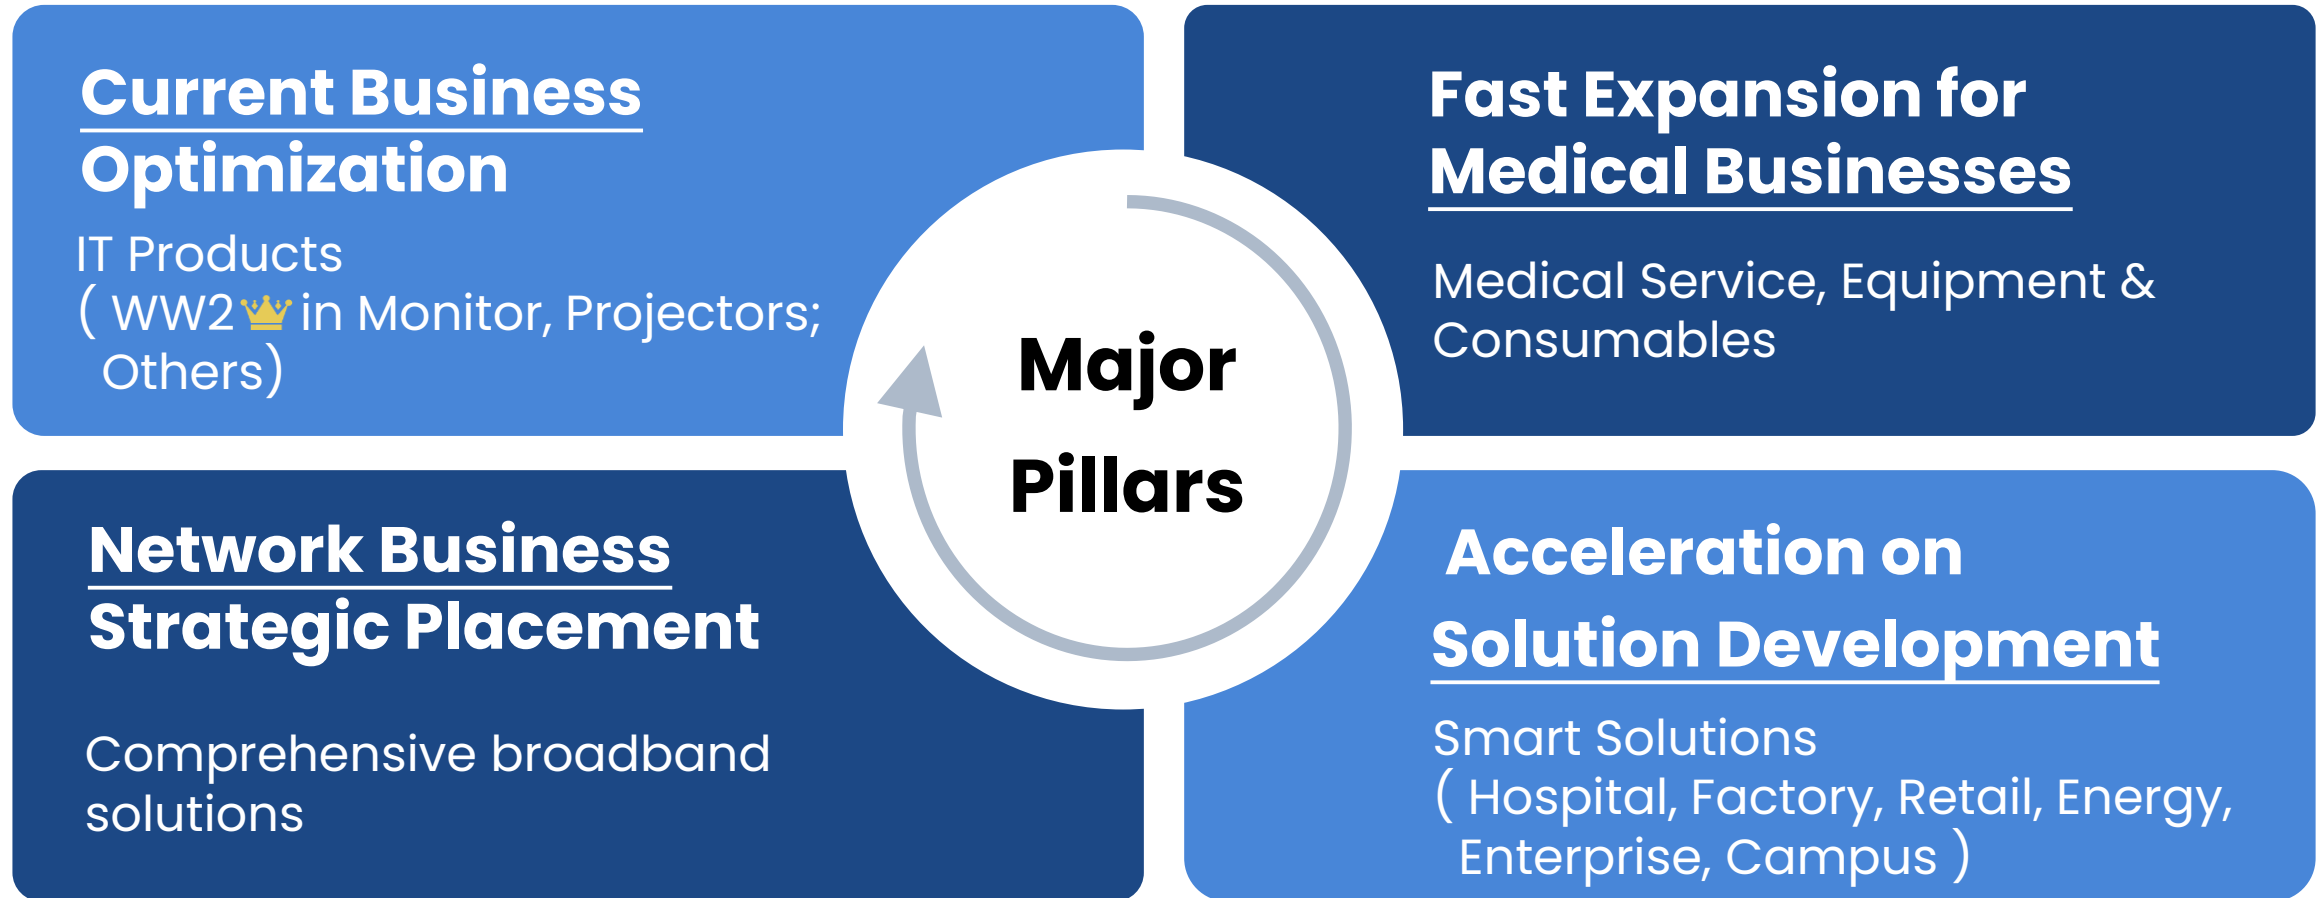 Current Business
Optimization
IT Products
( WW2 in Monitor, Projectors;
Others)
Fast Expansion for
Medical Businesses
Medical Service, Equipment &
Consumables
Major
Pillars
Network Business
Strategic Placement
Comprehensive broadband
solutions
Acceleration on
Solution Development
Smart Solutions
( Hospital, Factory, Retail, Energy,
Enterprise, Campus )